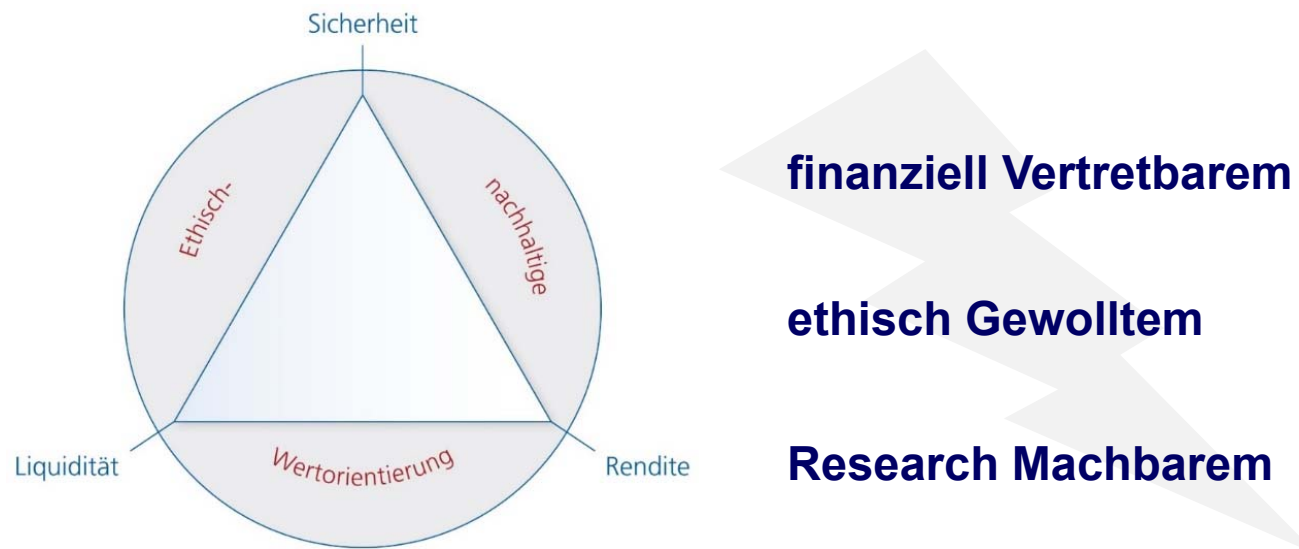 Sicherheit
Ethisch-
nachhaltige
Wertorientierung
Liquidität
Rendite
finanziell Vertretbarem
ethisch Gewolltem
Research Machbarem